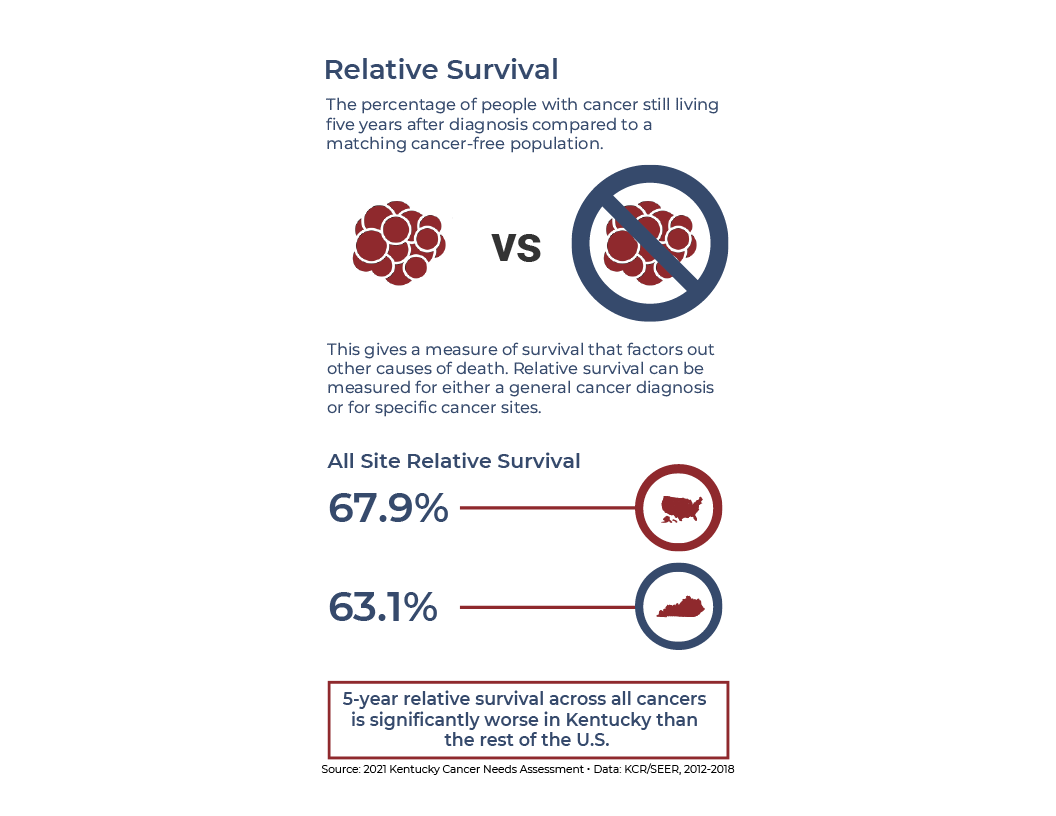 Relative Survival
The percentage of people with cancer still living
five years after diagnosis compared to a
matching cancer-free population.
vs
This gives a measure of survival that factors out
other causes of death. Relative survival can be
measured for either a general cancer diagnosis
or for specific cancer sites.
All Site Relative Survival
67.9%
63.1%
5-year relative survival across all cancers
is significantly worse in Kentucky than
the rest of the U.S.
Source: 2021 Kentucky Cancer Needs Assessment • Data: KCR/SEER, 2012-2018